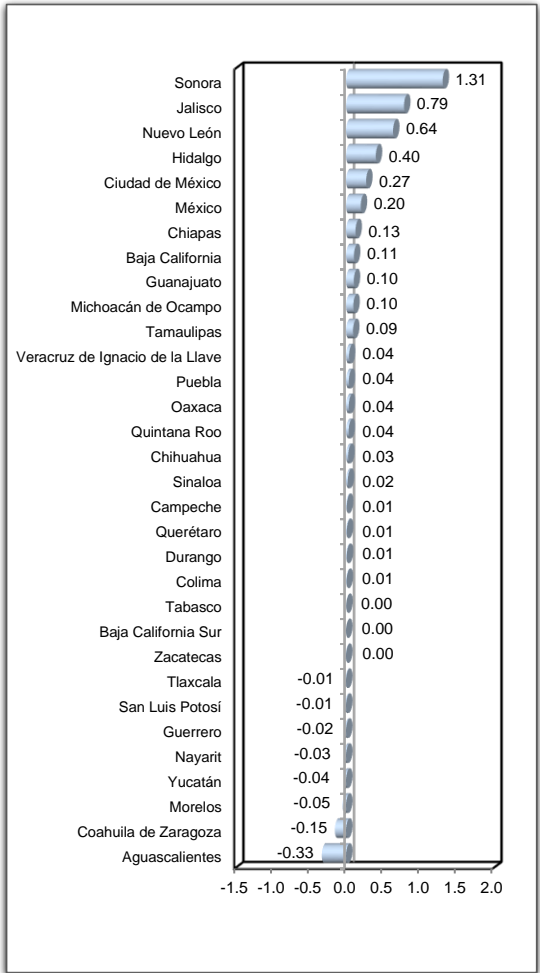 Sonora 1.31
Jalisco 0.79
Nuevo León 0.64
Hidalgo 0.40
Ciudad de México 0.27
México 0.20
Chiapas 0.13
Baja California 0.11
Guanajuato 0.10
Michoacán de Ocampo 0.10
Tamaulipas 0.09
Veracruz de Ignacio de la Llave 0.04
Puebla 0.04
Oaxaca 0.04
Quintana Roo 0.04
Chihuahua 0.03
Sinaloa 0.02
Campeche 0.01
Querétaro 0.01
Durango 0.01
Colima 0.01
Tabasco 0.00
Baja California Sur 0.00
Zacatecas 0.00
Tlaxcala -0.01
San Luis Potosí -0.01
Guerrero -0.02
Nayarit -0.03
Yucatán -0.04
Morelos -0.05
Coahuila de Zaragoza -0.15
Aguascalientes -0.33
-1.5 -1.0 -0.5 0.0 0.5 1.0 1.5 2.0